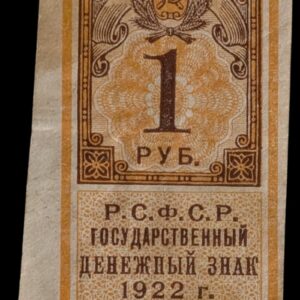 1
РУБ.
Р.С.Ф.С.Р.
ГОСУДАРСТВЕННЫЙ
ДЕНЕЖНЫЙ ЗНАК
1922 г.